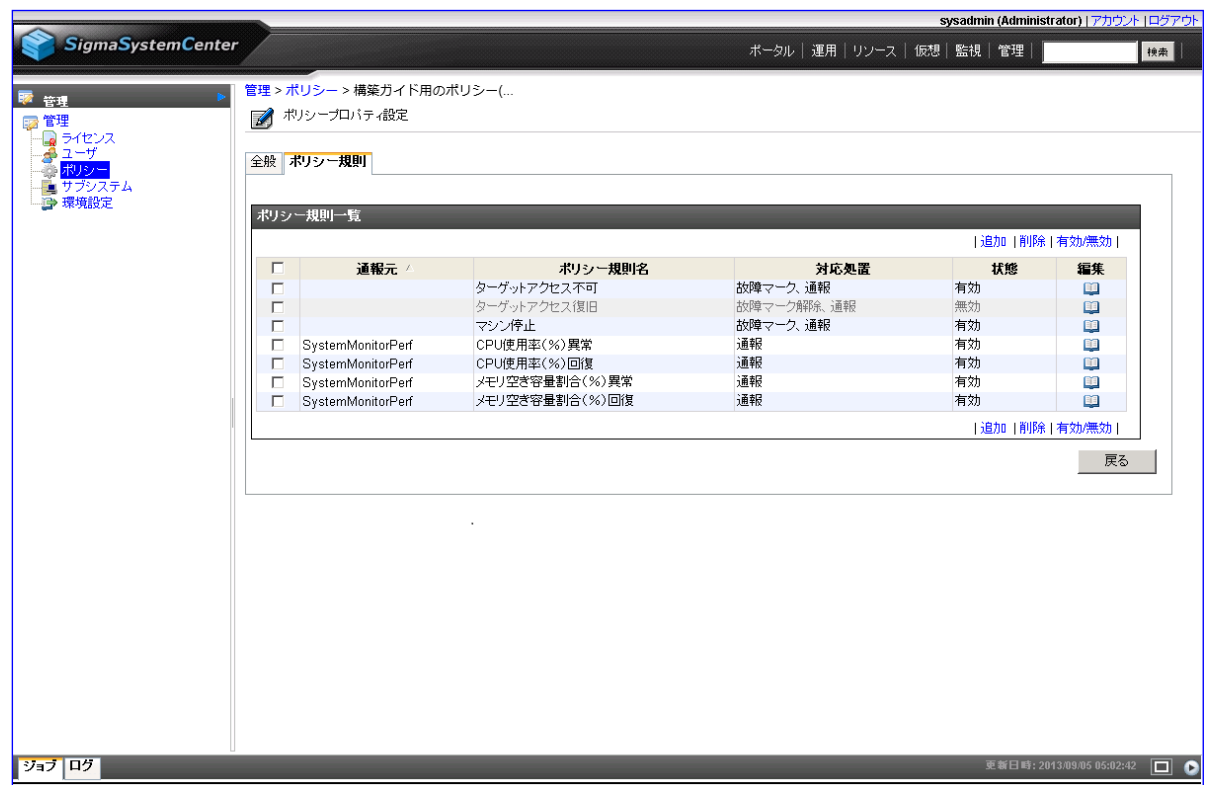 sysadmin (Administrator) | アカウント | ログアウト
SigmaSystemCenter
ポータル | 運用 | リソース | 仮想 | 監視 | 管理 | 検索 |
管理
管理
ライセンス
ユーザ
ポリシー
サブシステム
環境設定
管理 > ポリシー > 構築ガイド用のポリシー(...
ポリシープロパティ設定
全般 ポリシー規則
ポリシー規則一覧
| 追加 | 削除 | 有効/無効 |
通報元 ポリシー規則名 対応処置 状態 編集
ターゲットアクセス不可 故障マーク、通報 有効
ターゲットアクセス復旧 故障マーク解除、通報 無効
マシン停止 故障マーク、通報 有効
SystemMonitorPerf CPU使用率(%)異常 通報 有効
SystemMonitorPerf CPU使用率(%)回復 通報 有効
SystemMonitorPerf メモリ空き容量割合(%)異常 通報 有効
SystemMonitorPerf メモリ空き容量割合(%)回復 通報 有効
| 追加 | 削除 | 有効/無効 |
戻る
ジョブ ログ
更新日時: 2013/09/05 05:02:42